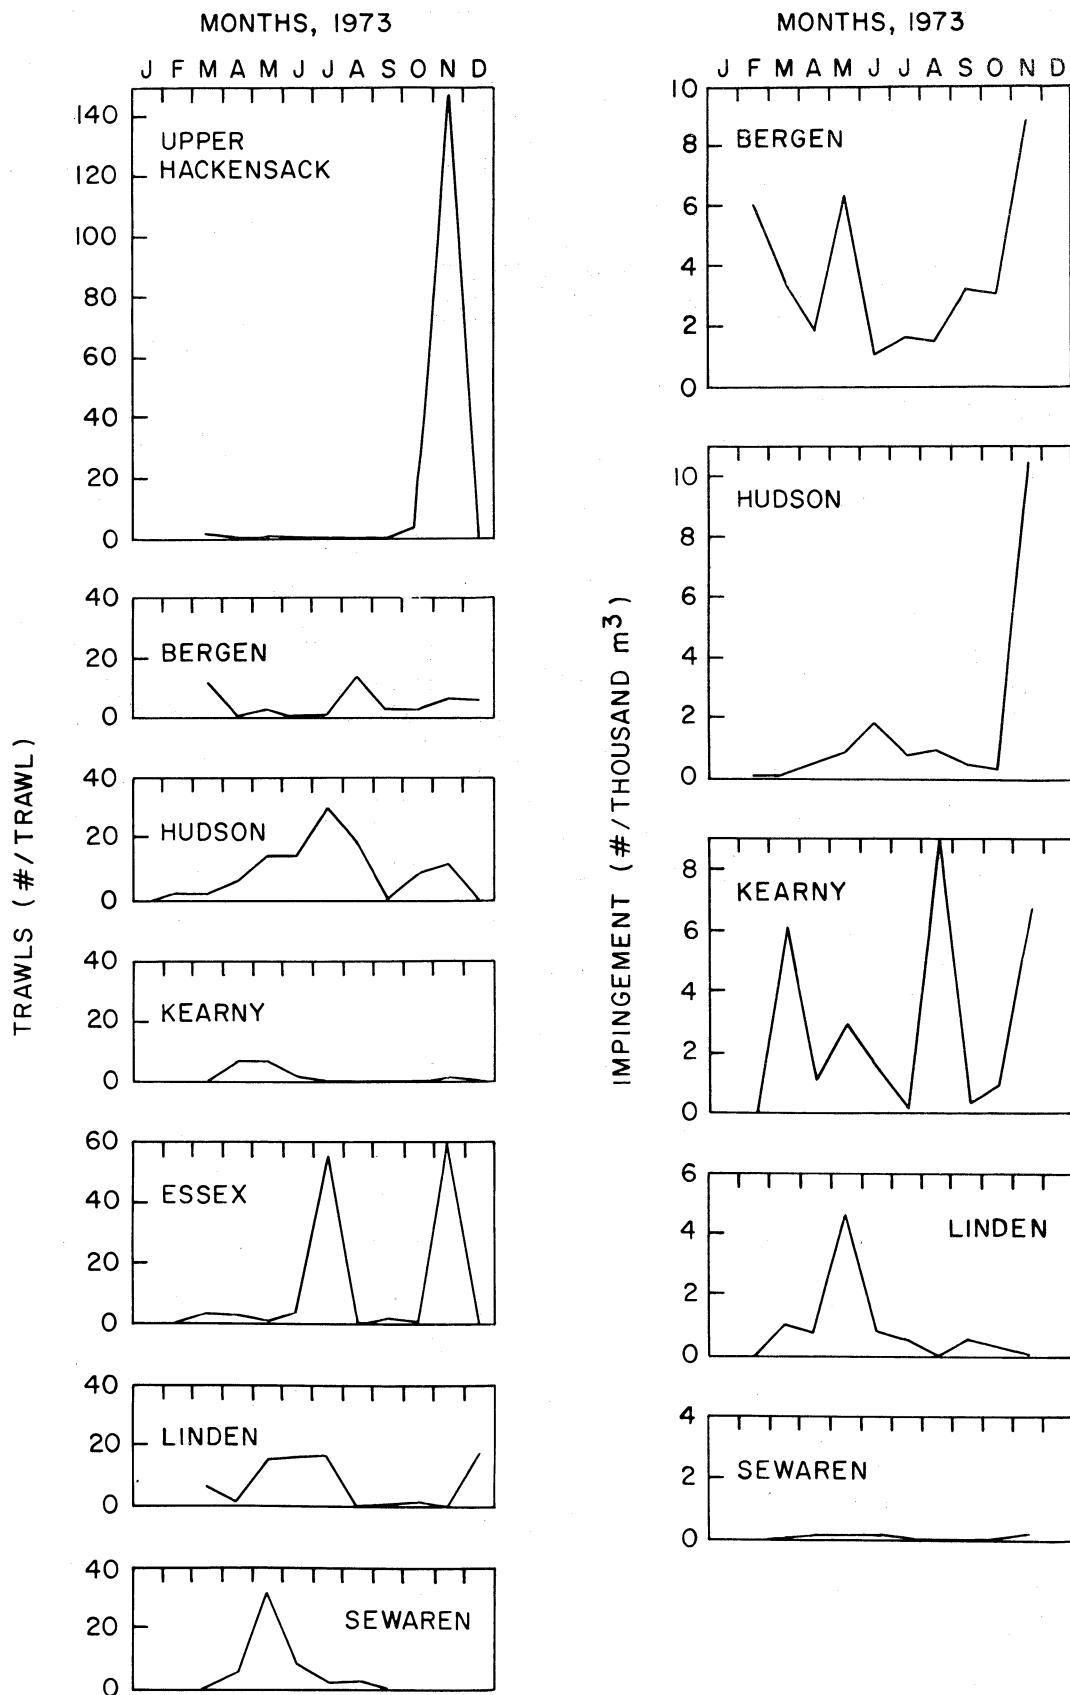 MONTHS, 1973
J F M A M J J A S O N D
140
120
100
80
60
40
20
0
UPPER
HACKENSACK
40
20
0
BERGEN
40
20
0
HUDSON
40
20
0
KEARNY
60
40
20
0
ESSEX
40
20
0
LINDEN
40
20
0
SEWAREN
TRAWLS (#/TRAWL)
MONTHS, 1973
J F M A M J J A S O N D
10
8
6
4
2
0
BERGEN
10
8
6
4
2
0
HUDSON
8
6
4
2
0
KEARNY
6
4
2
0
LINDEN
4
2
0
SEWAREN
IMPINGEMENT (#/THOUSAND m³)